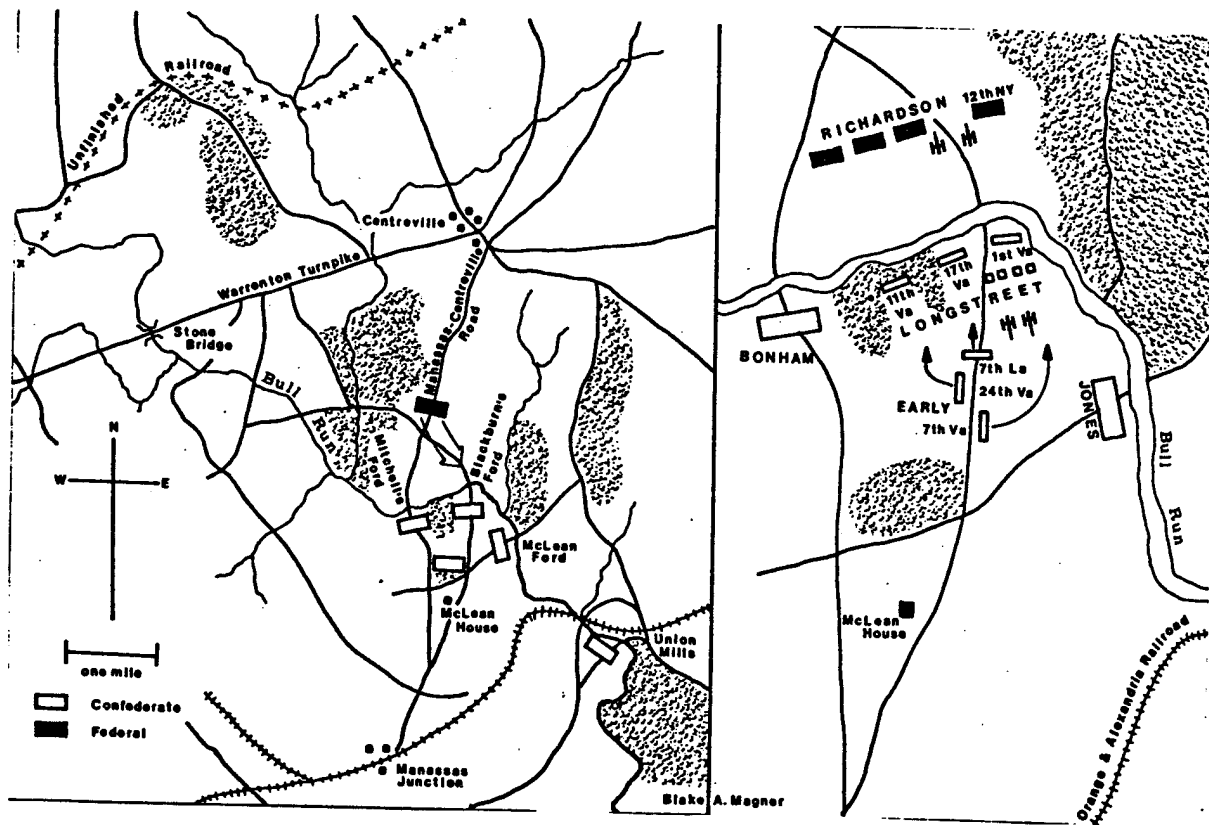 Unfinished Railroad
Centreville
Warrenton Turnpike
Manassas-Centreville
Road
Stone
Bridge
Bull Run
Mitchell's
Ford
Blackburn's
Ford
N
W
E
McLean
Ford
McLean
House
Union
Mills
one mile
Confederate
Federal
Manassas
Junction
Blake A. Magner
RICHARDSON
12th NY
1st Va
17th
Va
11th
Va
LONGSTREET
BONHAM
7th La
24th Va
EARLY
7th Va
JONES
Bull
Run
McLean
House
Orange & Alexandria Railroad